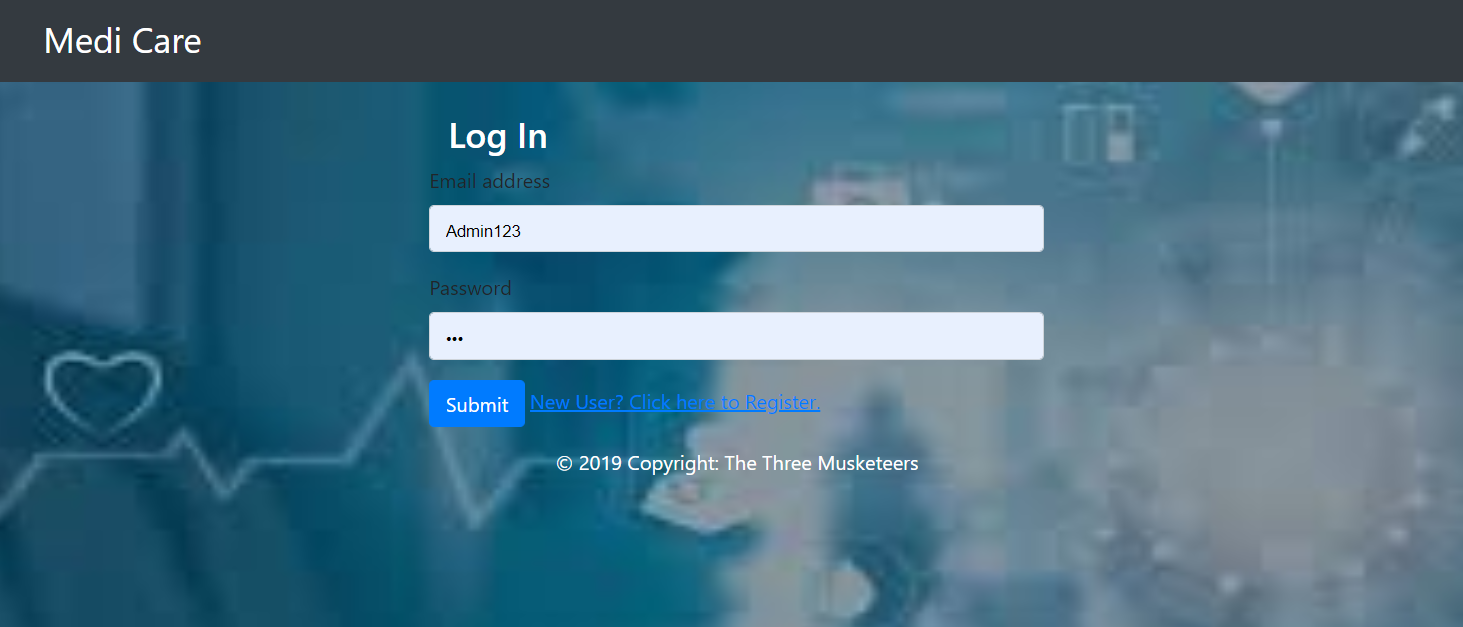 Medi Care
Log In
Email address
Admin123
Password
•••
Submit New User? Click here to Register.
© 2019 Copyright: The Three Musketeers